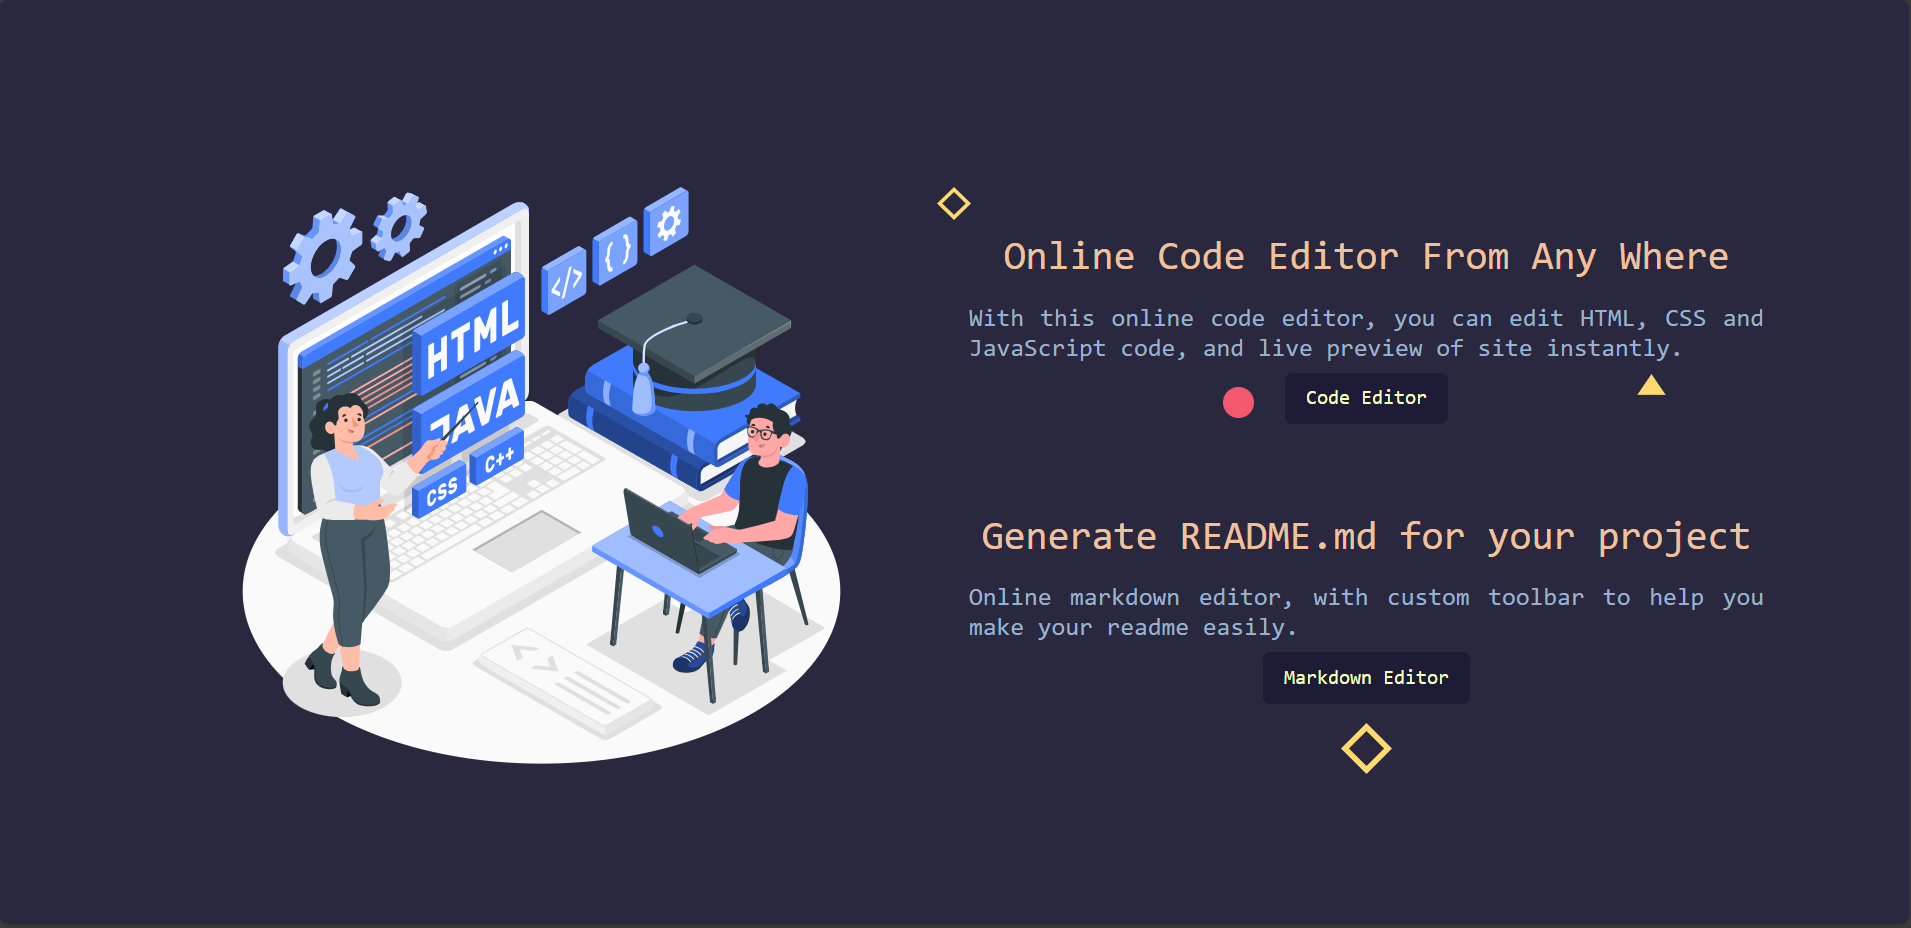 HTML
JAVA
CSS
C++
</>
{ }
Online Code Editor From Any Where
With this online code editor, you can edit HTML, CSS and
JavaScript code, and live preview of site instantly.
Code Editor
Generate README.md for your project
Online markdown editor, with custom toolbar to help you
make your readme easily.
Markdown Editor